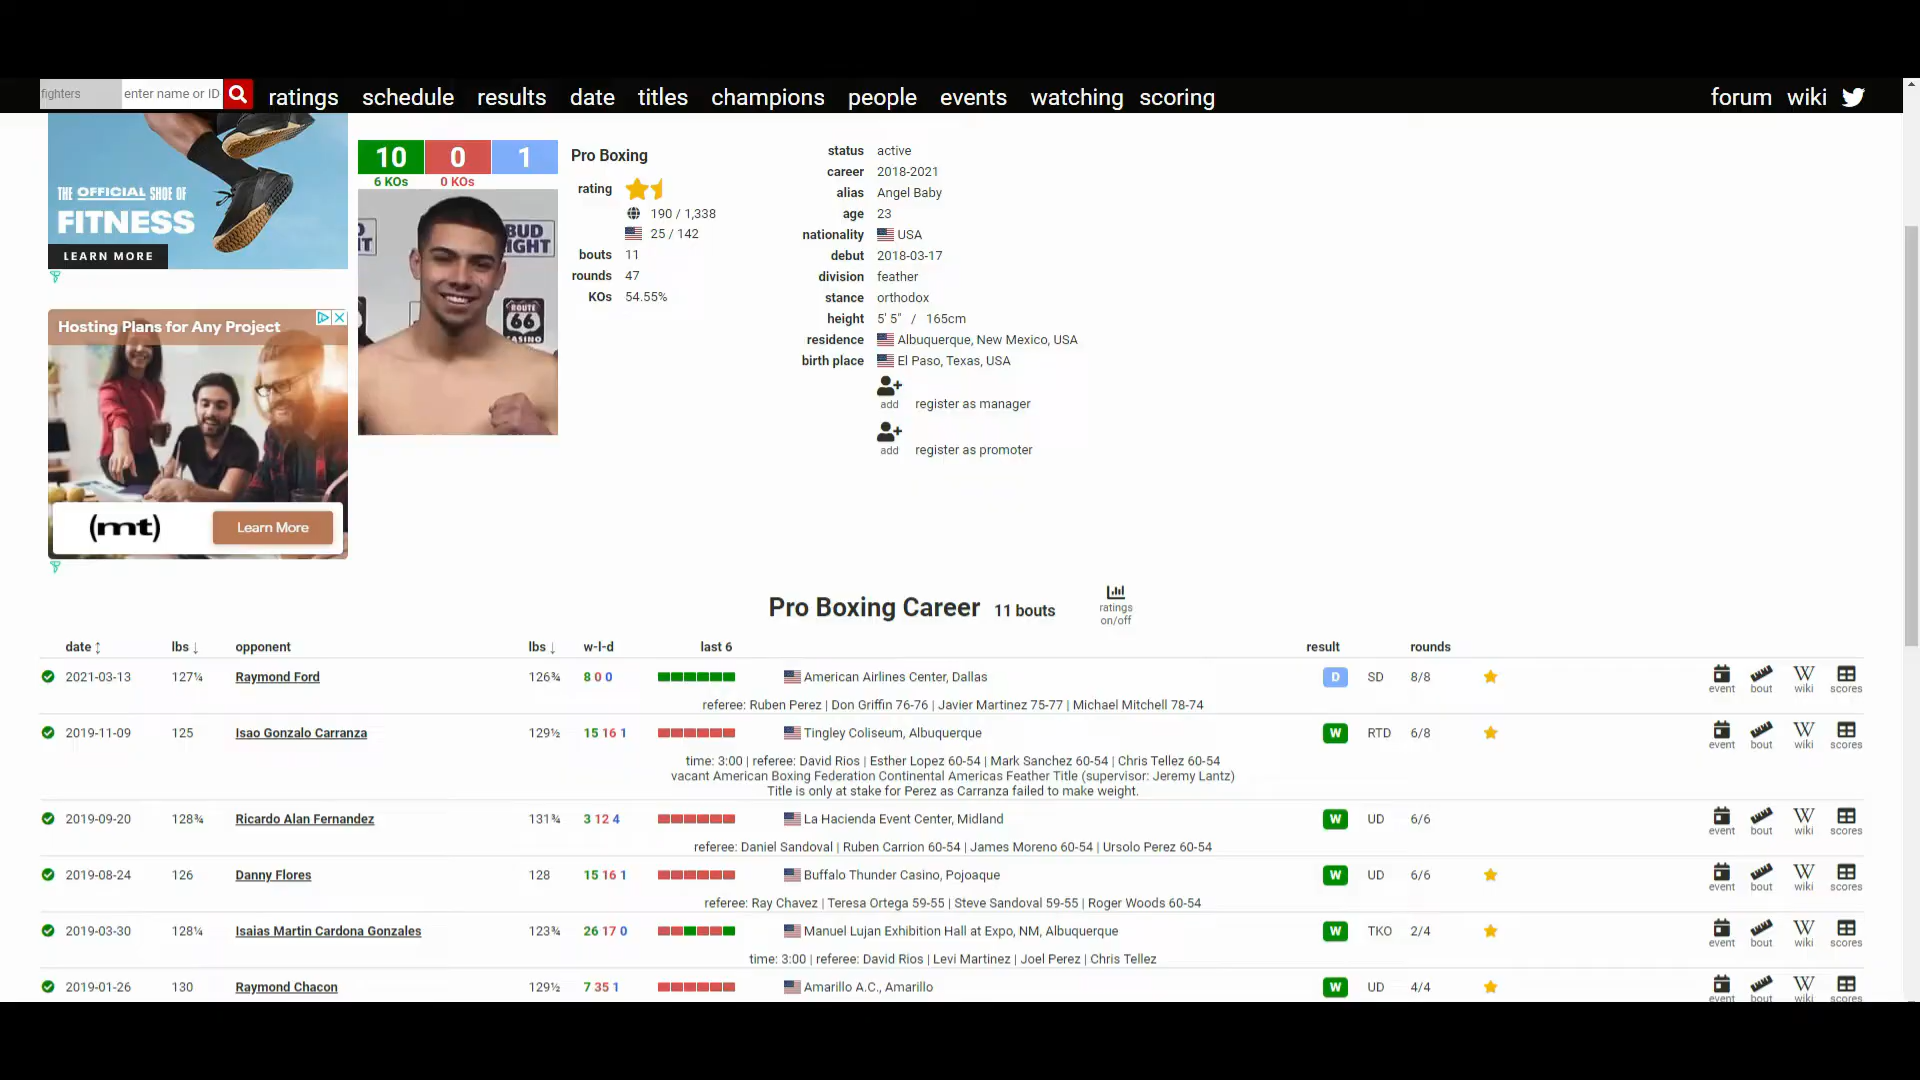 fighters enter name or ID ratings schedule results date titles champions people events watching scoring forum wiki
THE OFFICIAL SHOE OF
FITNESS
LEARN MORE
Hosting Plans for Any Project
(mt) Learn More
10 0 1
6 KOs 0 KOs
BUD
IGHT
ROUTE
66
CASINO
Pro Boxing
rating
190 / 1,338
25 / 142
bouts 11
rounds 47
KOs 54.55%
status active
career 2018-2021
alias Angel Baby
age 23
nationality USA
debut 2018-03-17
division feather
stance orthodox
height 5' 5" / 165cm
residence Albuquerque, New Mexico, USA
birth place El Paso, Texas, USA
add register as manager
add register as promoter
Pro Boxing Career 11 bouts
ratings
on/off
date lbs opponent lbs w-l-d last 6 result rounds
2021-03-13 127¼ Raymond Ford 126¾ 8 0 0 American Airlines Center, Dallas D SD 8/8 event bout wiki scores
referee: Ruben Perez | Don Griffin 76-76 | Javier Martinez 75-77 | Michael Mitchell 78-74
2019-11-09 125 Isao Gonzalo Carranza 129½ 15 16 1 Tingley Coliseum, Albuquerque W RTD 6/8 event bout wiki scores
time: 3:00 | referee: David Rios | Esther Lopez 60-54 | Mark Sanchez 60-54 | Chris Tellez 60-54
vacant American Boxing Federation Continental Americas Feather Title (supervisor: Jeremy Lantz)
Title is only at stake for Perez as Carranza failed to make weight.
2019-09-20 128¾ Ricardo Alan Fernandez 131¾ 3 12 4 La Hacienda Event Center, Midland W UD 6/6 event bout wiki scores
referee: Daniel Sandoval | Ruben Carrion 60-54 | James Moreno 60-54 | Ursolo Perez 60-54
2019-08-24 126 Danny Flores 128 15 16 1 Buffalo Thunder Casino, Pojoaque W UD 6/6 event bout wiki scores
referee: Ray Chavez | Teresa Ortega 59-55 | Steve Sandoval 59-55 | Roger Woods 60-54
2019-03-30 128¼ Isaias Martin Cardona Gonzales 123¾ 26 17 0 Manuel Lujan Exhibition Hall at Expo, NM, Albuquerque W TKO 2/4 event bout wiki scores
time: 3:00 | referee: David Rios | Levi Martinez | Joel Perez | Chris Tellez
2019-01-26 130 Raymond Chacon 129½ 7 35 1 Amarillo A.C., Amarillo W UD 4/4 event bout wiki scores